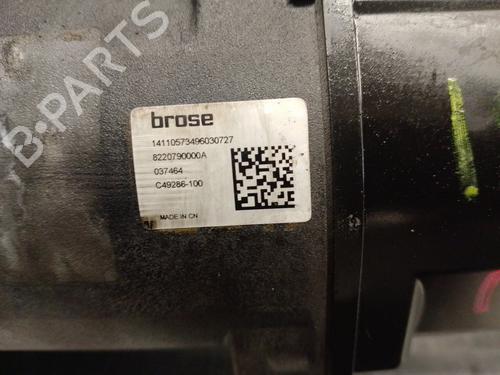 B-PARTS
brose
14110573496030727
8220790000A
037464
C49286-100
MADE IN CN